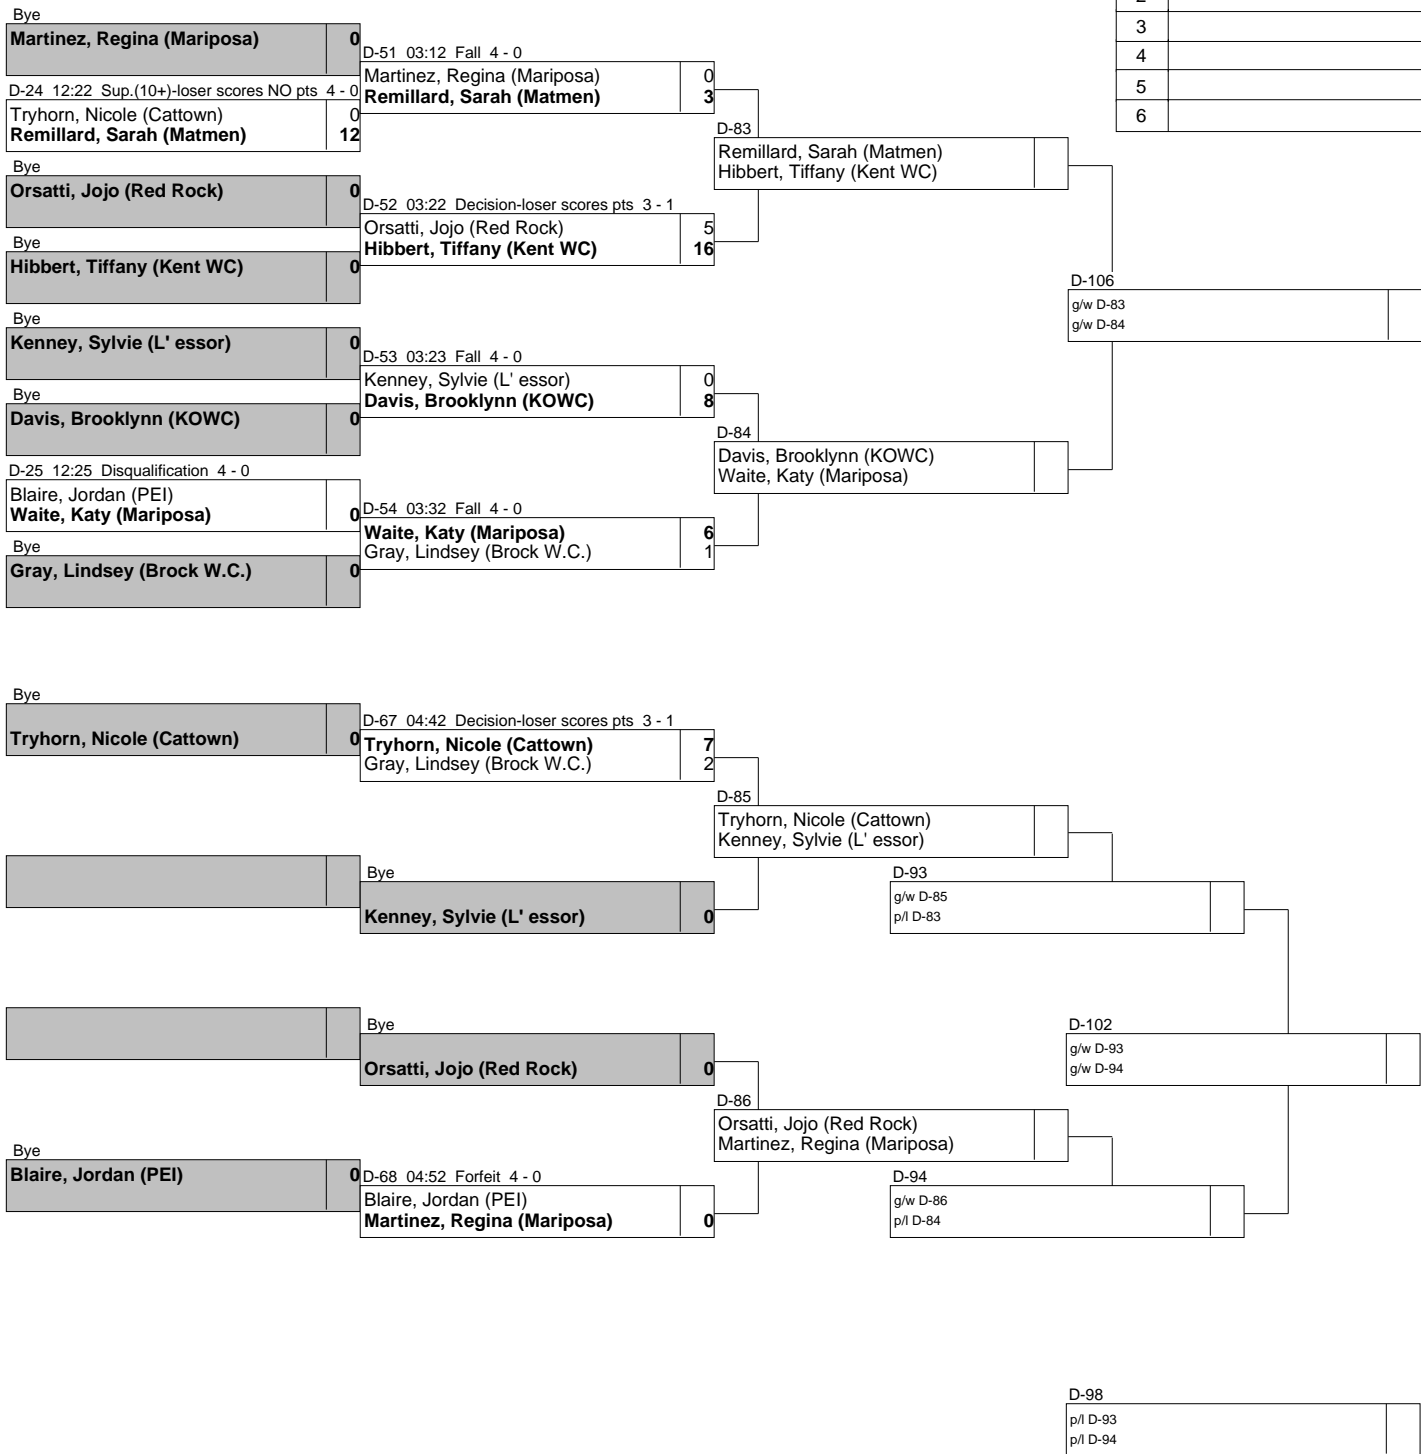 2
3
4
5
6
Bye
Martinez, Regina (Mariposa) 0
D-24 12:22 Sup.(10+)-loser scores NO pts 4 - 0
Tryhorn, Nicole (Cattown) 0
Remillard, Sarah (Matmen) 12
Bye
Orsatti, Jojo (Red Rock) 0
Bye
Hibbert, Tiffany (Kent WC) 0
Bye
Kenney, Sylvie (L' essor) 0
Bye
Davis, Brooklynn (KOWC) 0
D-25 12:25 Disqualification 4 - 0
Blaire, Jordan (PEI)
Waite, Katy (Mariposa) 0
Bye
Gray, Lindsey (Brock W.C.) 0
D-51 03:12 Fall 4 - 0
Martinez, Regina (Mariposa) 0
Remillard, Sarah (Matmen) 3
D-52 03:22 Decision-loser scores pts 3 - 1
Orsatti, Jojo (Red Rock) 5
Hibbert, Tiffany (Kent WC) 16
D-53 03:23 Fall 4 - 0
Kenney, Sylvie (L' essor) 0
Davis, Brooklynn (KOWC) 8
D-54 03:32 Fall 4 - 0
Waite, Katy (Mariposa) 6
Gray, Lindsey (Brock W.C.) 1
D-83
Remillard, Sarah (Matmen)
Hibbert, Tiffany (Kent WC)
D-84
Davis, Brooklynn (KOWC)
Waite, Katy (Mariposa)
D-106
g/w D-83
g/w D-84
Bye
Tryhorn, Nicole (Cattown) 0
Bye
Blaire, Jordan (PEI) 0
D-67 04:42 Decision-loser scores pts 3 - 1
Tryhorn, Nicole (Cattown) 7
Gray, Lindsey (Brock W.C.) 2
Bye
Kenney, Sylvie (L' essor) 0
Bye
Orsatti, Jojo (Red Rock) 0
D-68 04:52 Forfeit 4 - 0
Blaire, Jordan (PEI)
Martinez, Regina (Mariposa) 0
D-85
Tryhorn, Nicole (Cattown)
Kenney, Sylvie (L' essor)
D-86
Orsatti, Jojo (Red Rock)
Martinez, Regina (Mariposa)
D-93
g/w D-85
p/l D-83
D-94
g/w D-86
p/l D-84
D-102
g/w D-93
g/w D-94
D-98
p/l D-93
p/l D-94